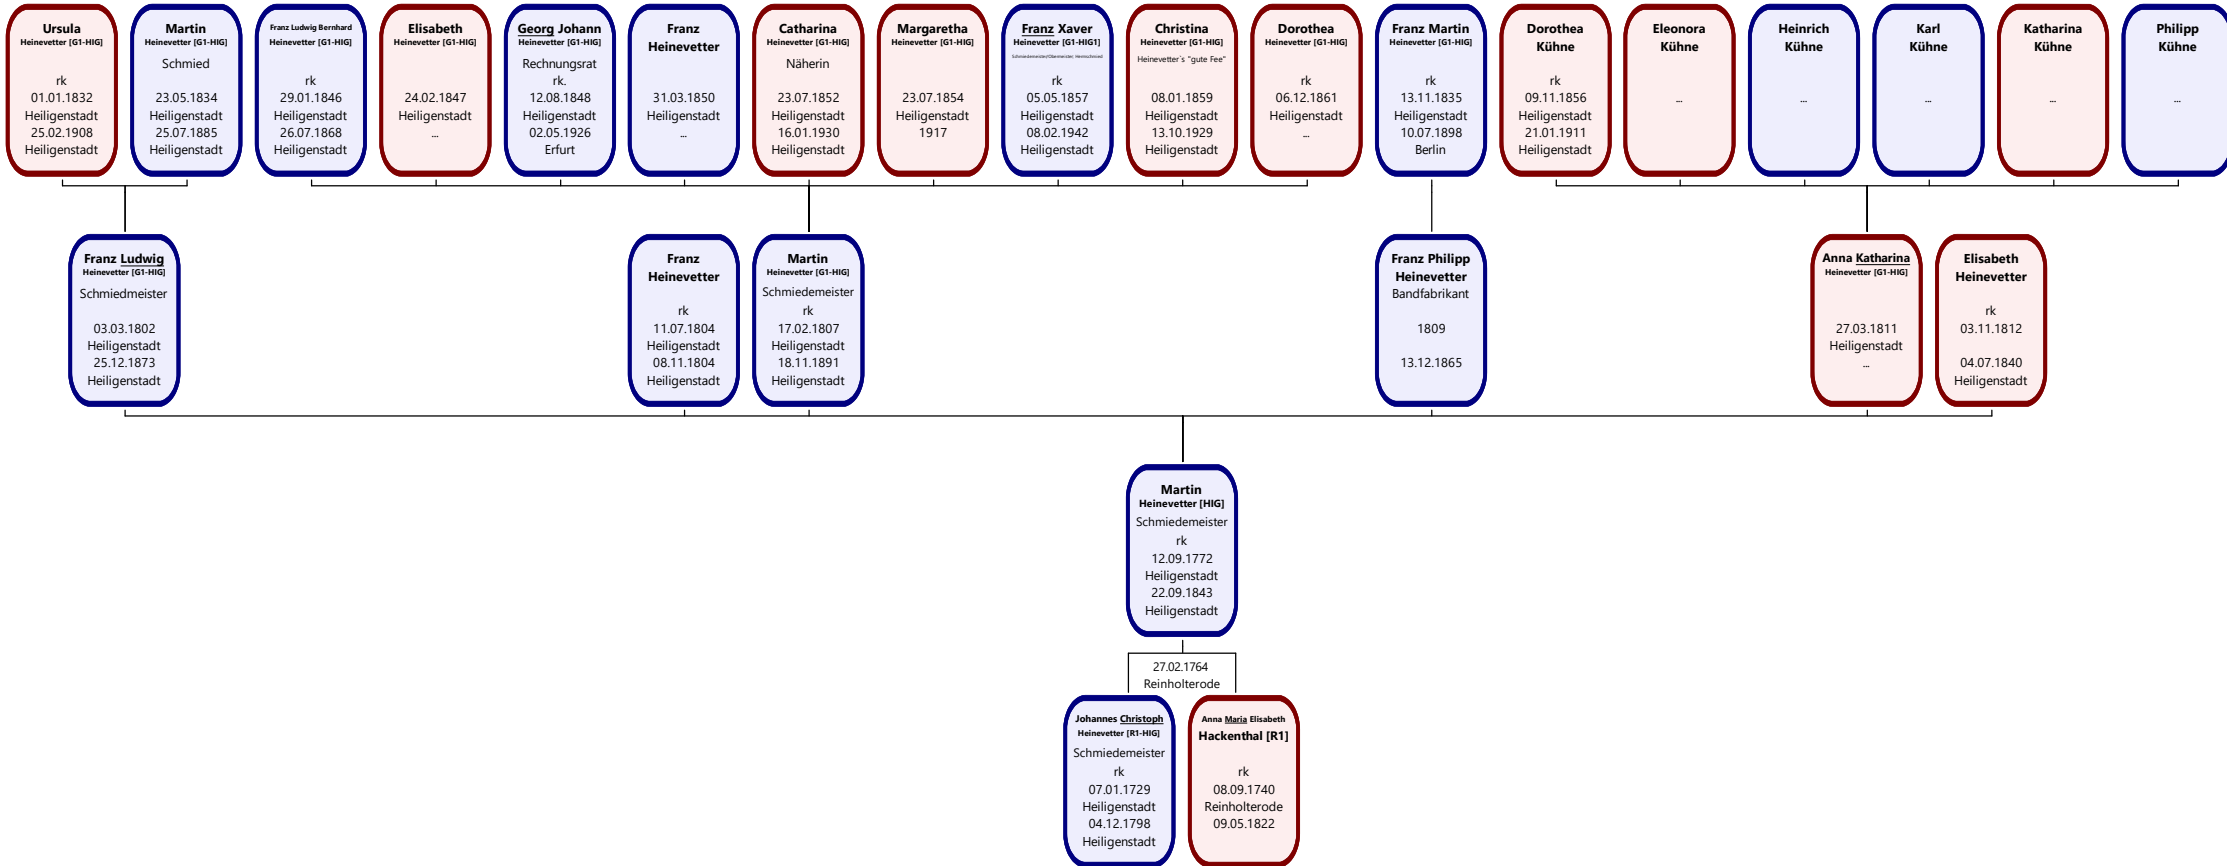 Ursula
Heinevetter [G1-HIG]
rk
01.01.1832
Heiligenstadt
25.02.1908
Heiligenstadt
Martin
Heinevetter [G1-HIG]
Schmied
23.05.1834
Heiligenstadt
25.07.1885
Heiligenstadt
Franz Ludwig Bernhard
Heinevetter [G1-HIG]
rk
29.01.1846
Heiligenstadt
26.07.1868
Heiligenstadt
Elisabeth
Heinevetter [G1-HIG]
24.02.1847
Heiligenstadt
...
Georg Johann
Heinevetter [G1-HIG]
Rechnungsrat
rk.
12.08.1848
Heiligenstadt
02.05.1926
Erfurt
Franz
Heinevetter
31.03.1850
Heiligenstadt
...
Catharina
Heinevetter [G1-HIG]
Näherin
23.07.1852
Heiligenstadt
16.01.1930
Heiligenstadt
Margaretha
Heinevetter [G1-HIG]
23.07.1854
Heiligenstadt
1917
Franz Xaver
Heinevetter [G1-HIG1]
Schmiedemeister/Obermeister, Hemschmied
rk
05.05.1857
Heiligenstadt
08.02.1942
Heiligenstadt
Christina
Heinevetter [G1-HIG]
Heinevetter´s "gute Fee"
08.01.1859
Heiligenstadt
13.10.1929
Heiligenstadt
Dorothea
Heinevetter [G1-HIG]
rk
06.12.1861
Heiligenstadt
...
Franz Martin
Heinevetter [G1-HIG]
rk
13.11.1835
Heiligenstadt
10.07.1898
Berlin
Dorothea
Kühne
rk
09.11.1856
Heiligenstadt
21.01.1911
Heiligenstadt
Eleonora
Kühne
...
Heinrich
Kühne
...
Karl
Kühne
...
Katharina
Kühne
...
Philipp
Kühne
...
Franz Ludwig
Heinevetter [G1-HIG]
Schmiedmeister
03.03.1802
Heiligenstadt
25.12.1873
Heiligenstadt
Franz
Heinevetter
rk
11.07.1804
Heiligenstadt
08.11.1804
Heiligenstadt
Martin
Heinevetter [G1-HIG]
Schmiedemeister
rk
17.02.1807
Heiligenstadt
18.11.1891
Heiligenstadt
Franz Philipp
Heinevetter
Bandfabrikant
1809
13.12.1865
Anna Katharina
Heinevetter [G1-HIG]
27.03.1811
Heiligenstadt
...
Elisabeth
Heinevetter
rk
03.11.1812
04.07.1840
Heiligenstadt
Martin
Heinevetter [HIG]
Schmiedemeister
rk
12.09.1772
Heiligenstadt
22.09.1843
Heiligenstadt
27.02.1764
Reinholterode
Johannes Christoph
Heinevetter [R1-HIG]
Schmiedemeister
rk
07.01.1729
Heiligenstadt
04.12.1798
Heiligenstadt
Anna Maria Elisabeth
Hackenthal [R1]
rk
08.09.1740
Reinholterode
09.05.1822